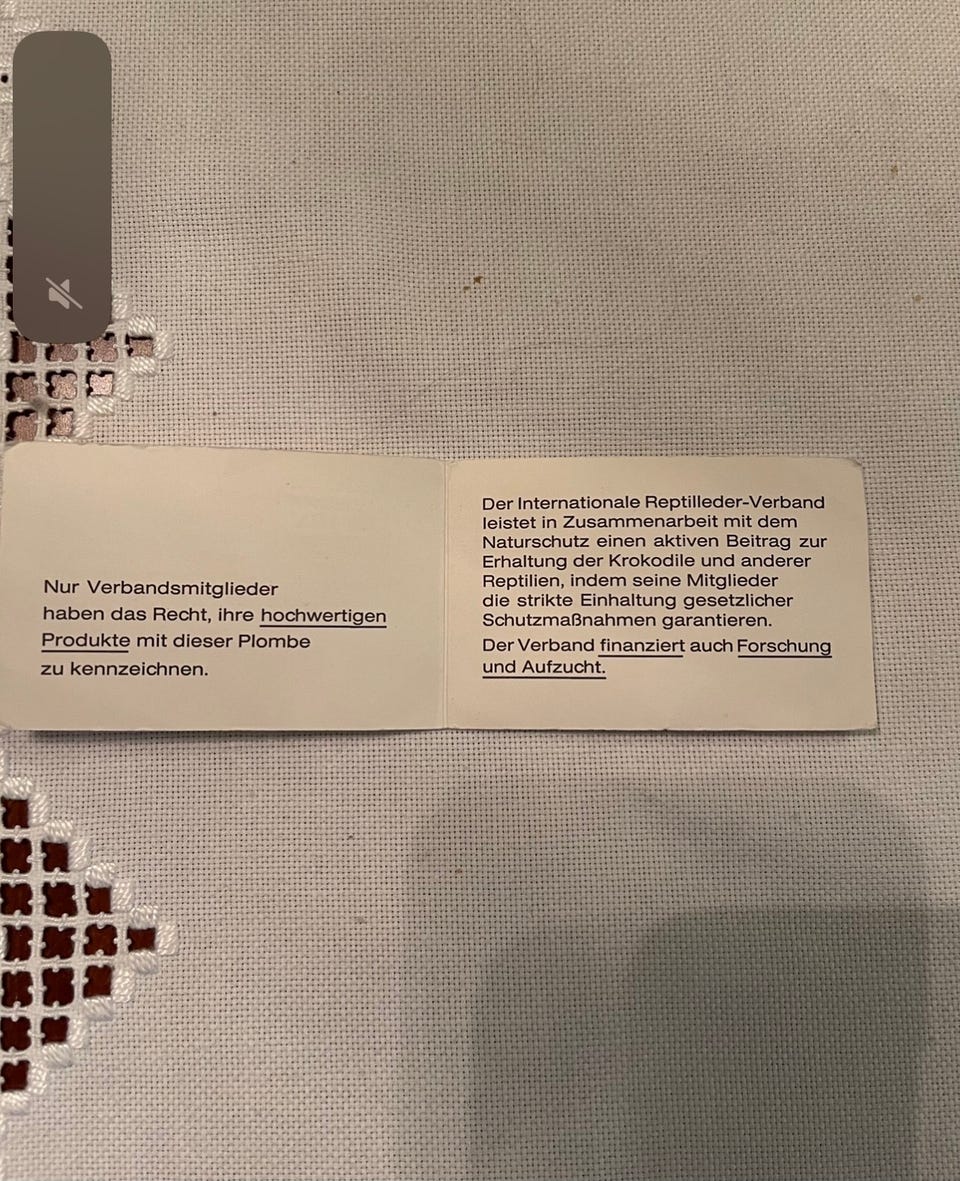 Nur Verbandsmitglieder
haben das Recht, ihre hochwertigen
Produkte mit dieser Plombe
zu kennzeichnen.
Der Internationale Reptilleder-Verband
leistet in Zusammenarbeit mit dem
Naturschutz einen aktiven Beitrag zur
Erhaltung der Krokodile und anderer
Reptilien, indem seine Mitglieder
die strikte Einhaltung gesetzlicher
Schutzmaßnahmen garantieren.
Der Verband finanziert auch Forschung
und Aufzucht.